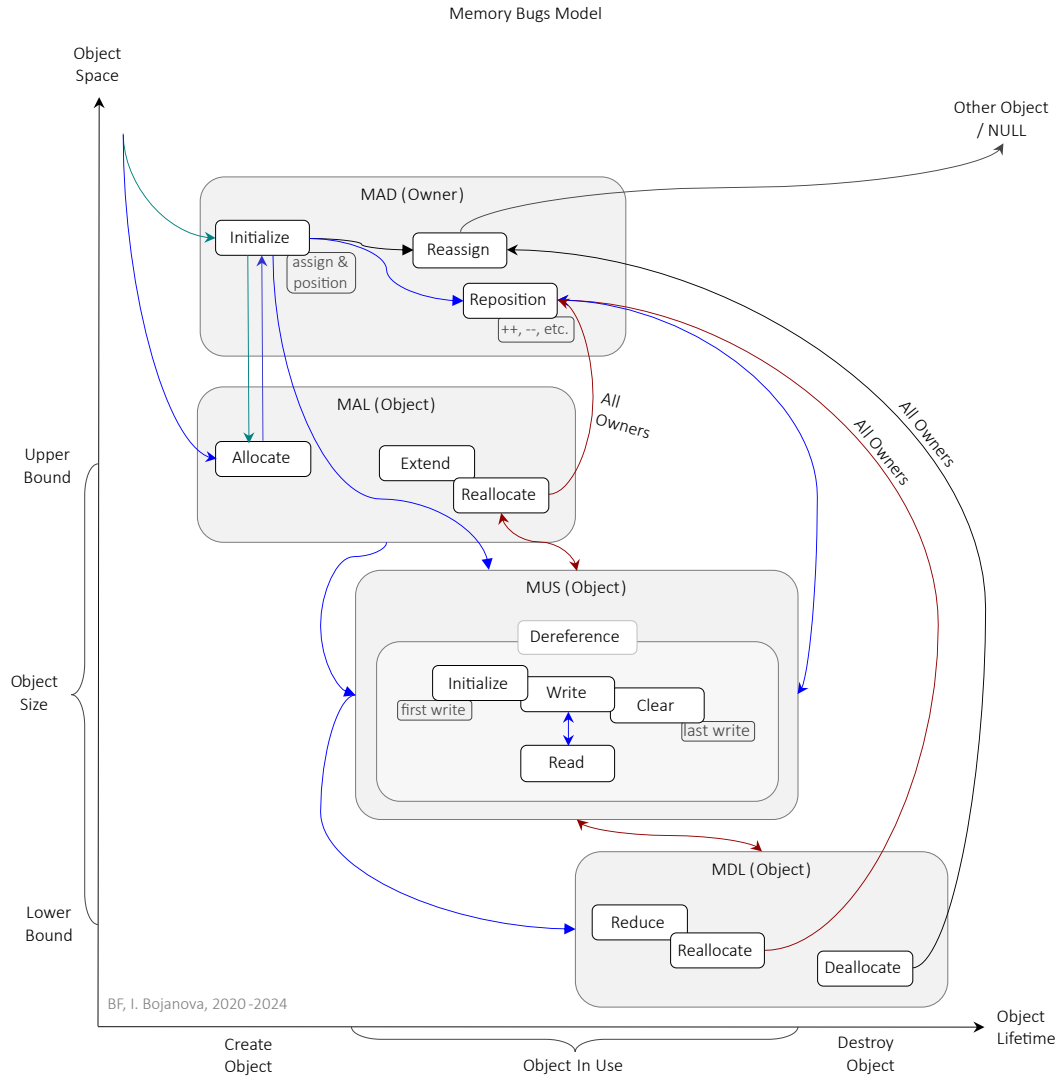 Memory Bugs Model
Object
Space
Other Object
/ NULL
MAD (Owner)
Initialize
assign &
position
Reassign
Reposition
++, --, etc.
MAL (Object)
All
Owners
All Owners
All Owners
Upper
Bound
Allocate
Extend
Reallocate
MUS (Object)
Dereference
Initialize
first write
Write
Clear
last write
Read
Object
Size
MDL (Object)
Lower
Bound
Reduce
Reallocate
Deallocate
BF, I. Bojanova, 2020-2024
Object
Lifetime
Create
Object
Object In Use
Destroy
Object